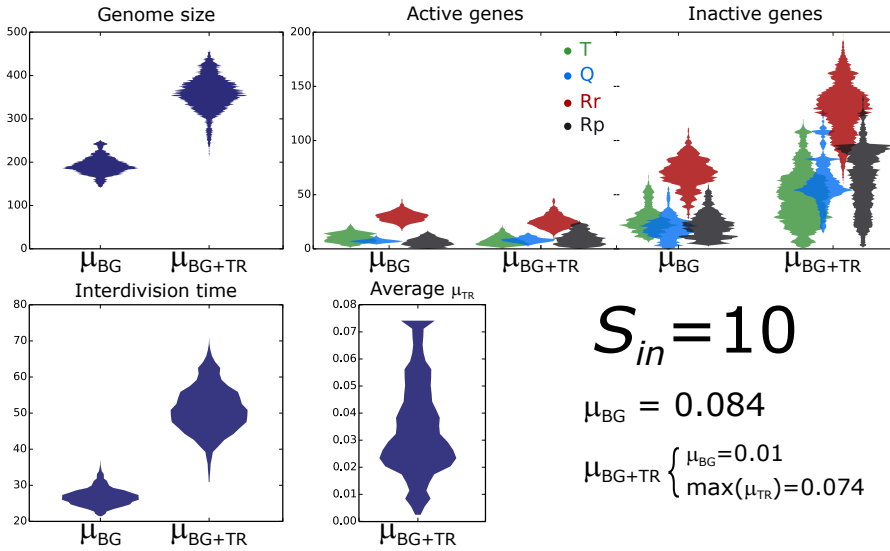 Genome size
500
400
300
200
100
0
μBG
μBG+TR
Active genes
200
150
100
50
0
T
Q
Rr
Rp
μBG
μBG+TR
Inactive genes
μBG
μBG+TR
Interdivision time
80
70
60
50
40
30
20
μBG
μBG+TR
Average μTR
0.08
0.07
0.06
0.05
0.04
0.03
0.02
0.01
0.00
μBG+TR
Sin=10
μBG = 0.084
μBG+TR { μBG=0.01
max(μTR)=0.074